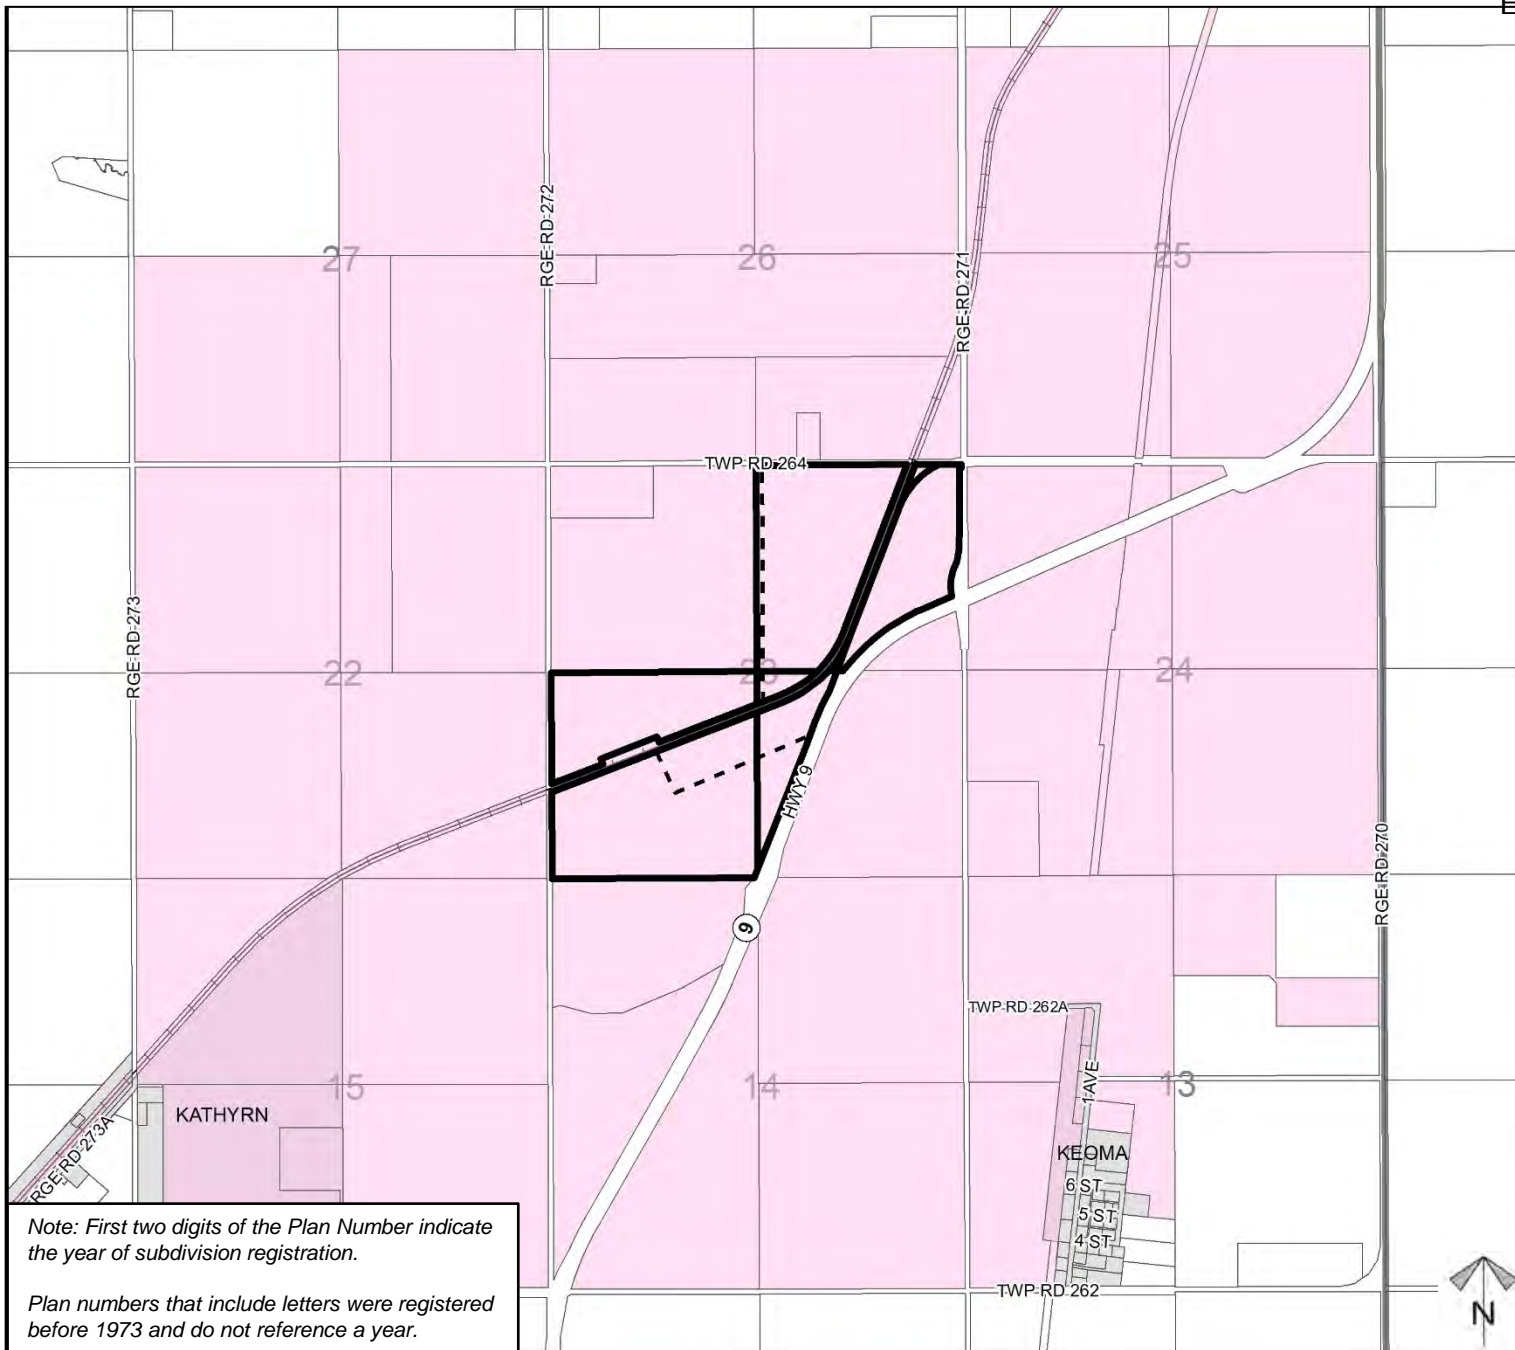 RGE-RD-272
27
26
25
RGE-RD-271
TWP-RD-264
RGE-RD-273
22
23
24
HWY 9
RGE-RD-270
9
TWP-RD-262A
1 AVE
15
14
13
KATHYRN
KEOMA
RGE-RD-273A
6 ST
5 ST
4 ST
TWP-RD-262
Note: First two digits of the Plan Number indicate
the year of subdivision registration.
Plan numbers that include letters were registered
before 1973 and do not reference a year.
N